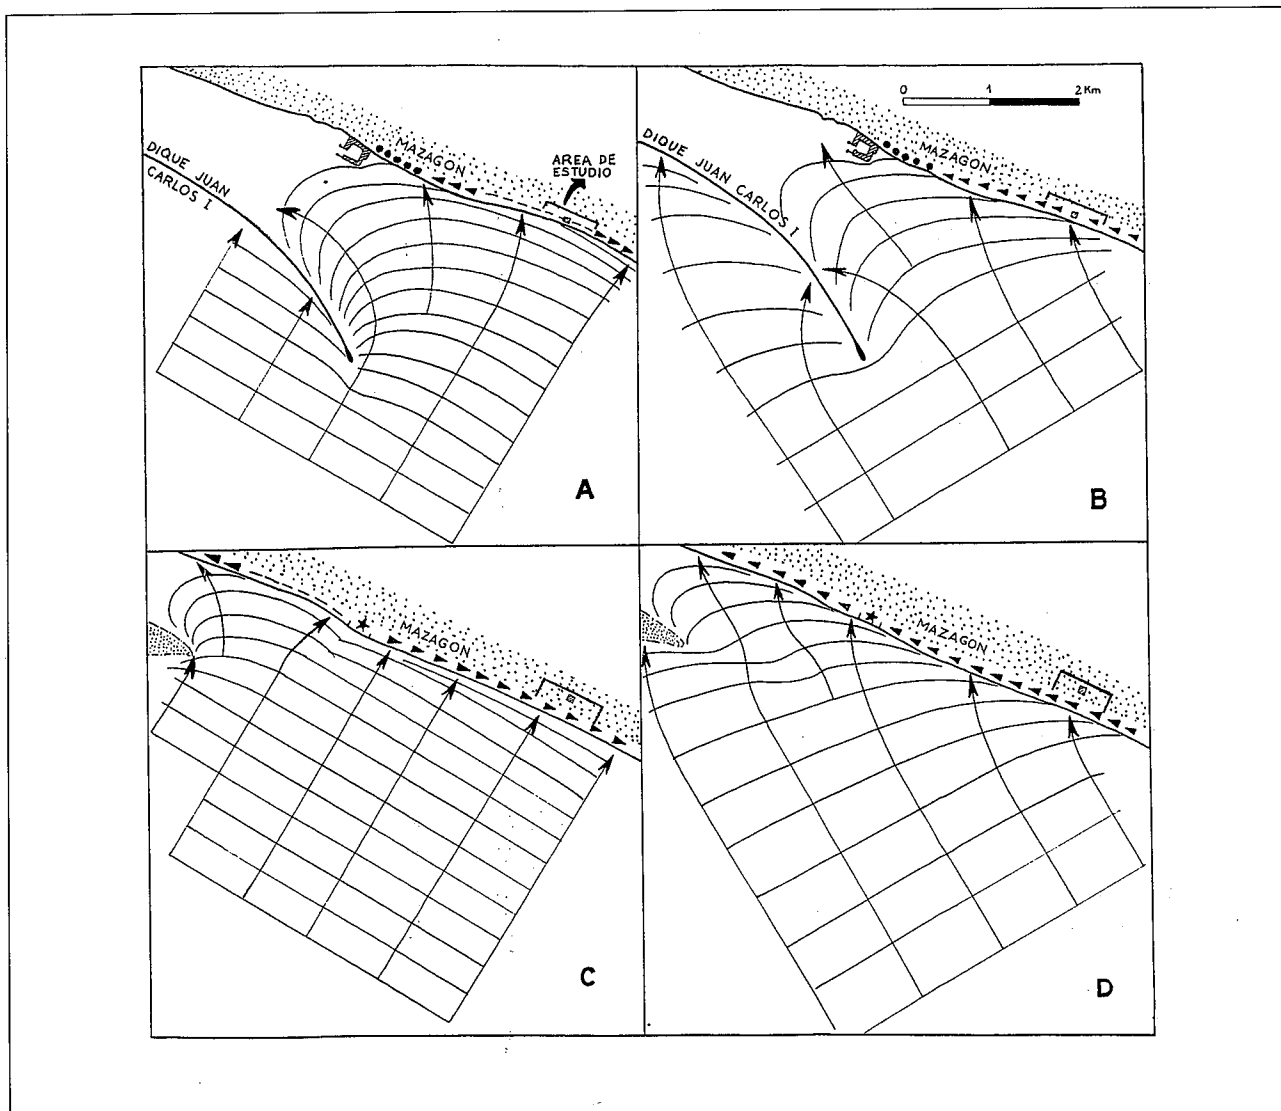 DIQUE JUAN
CARLOS I
MAZAGON
AREA DE
ESTUDIO
A
0 1 2 Km
DIQUE JUAN CARLOS I
MAZAGON
B
MAZAGON
C
MAZAGON
D